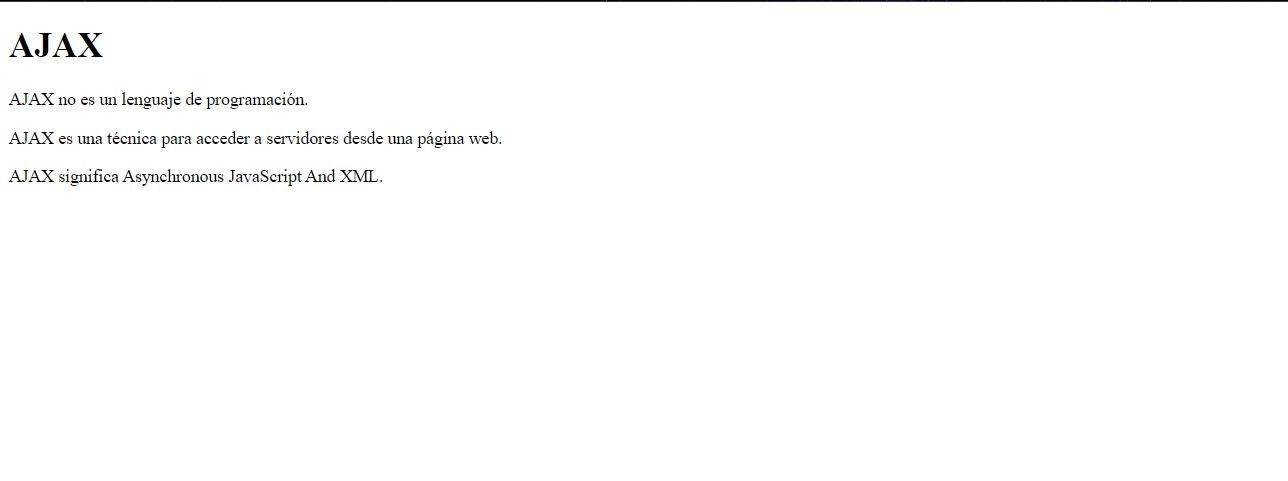 AJAX
AJAX no es un lenguaje de programación.
AJAX es una técnica para acceder a servidores desde una página web.
AJAX significa Asynchronous JavaScript And XML.